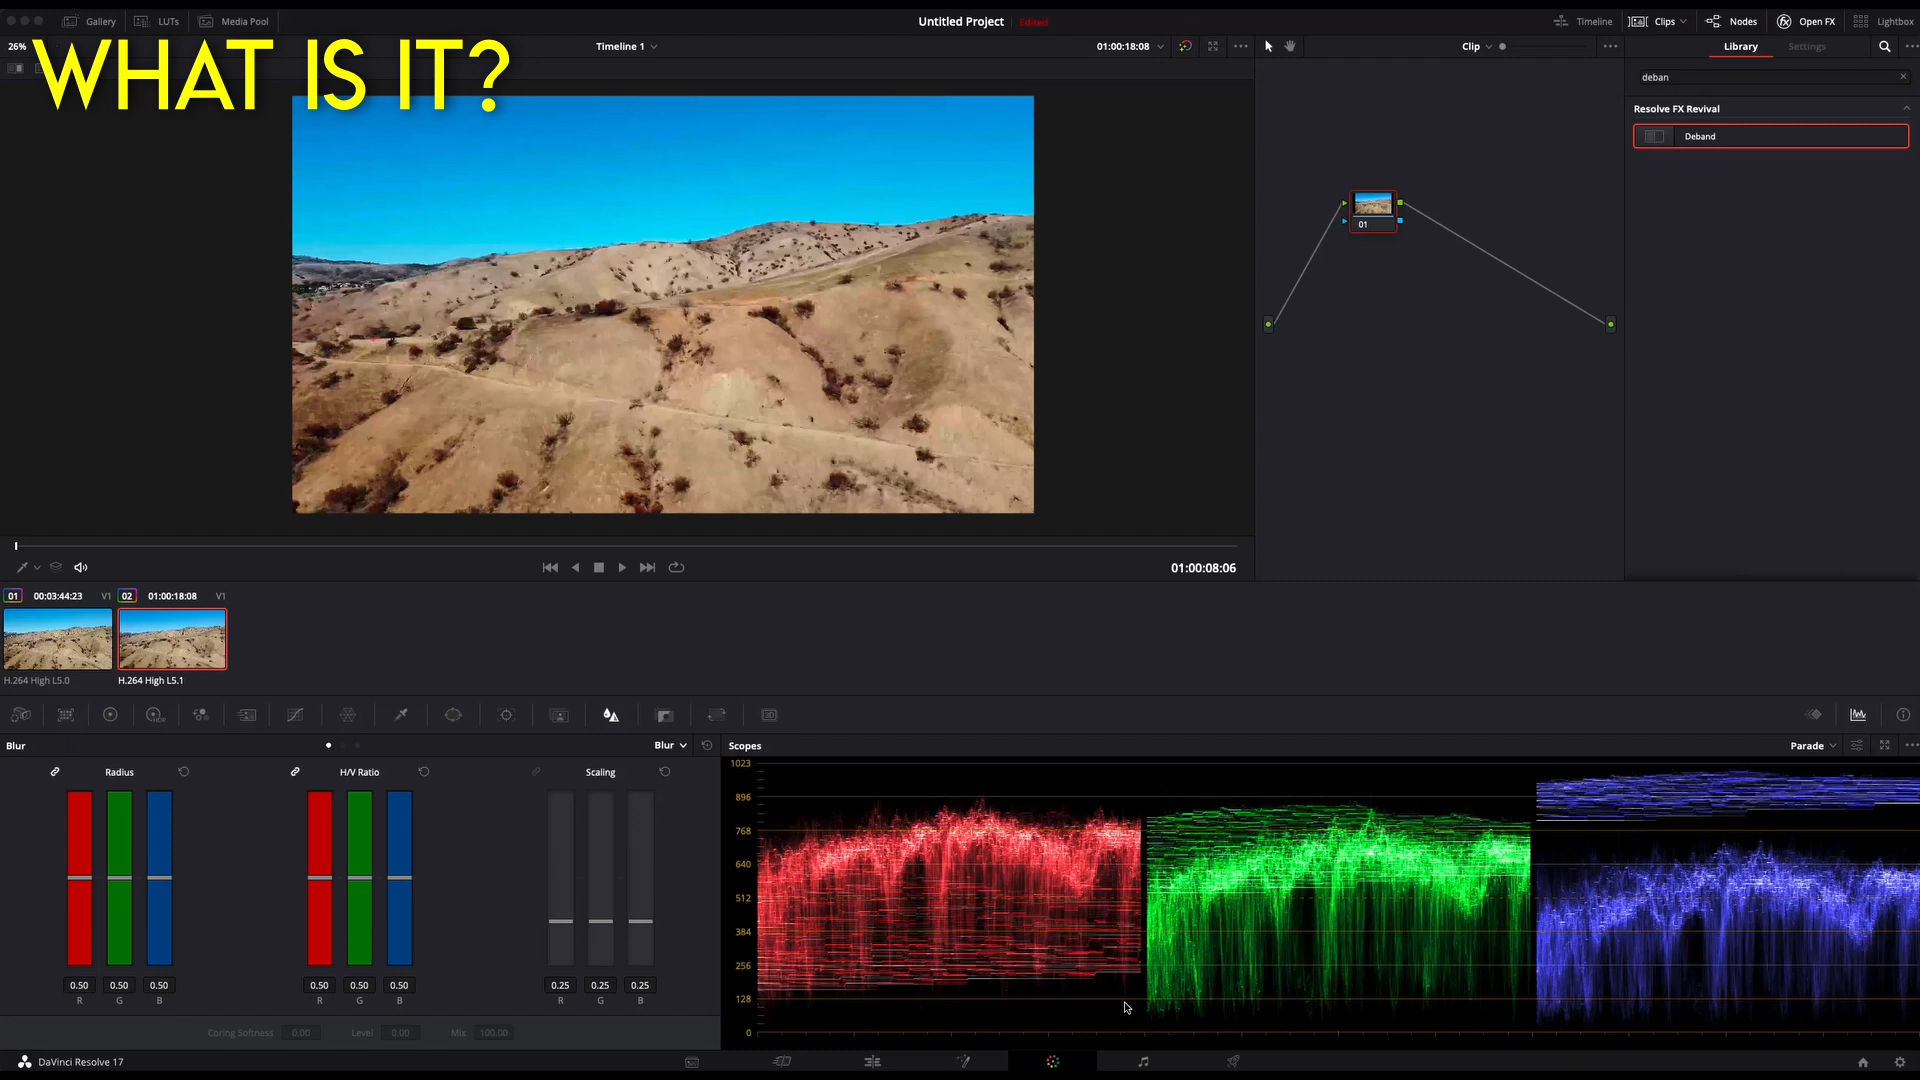 Gallery LUTs Media Pool Untitled Project Edited Timeline Clips Nodes fx Open FX Lightbox
26% Timeline 1 01:00:18:08 Clip Library Settings
WHAT IS IT?
deban
Resolve FX Revival
Deband
01
01:00:08:06
01 00:03:44:23 V1 02 01:00:18:08 V1
H.264 High L5.0 H.264 High L5.1
Blur Blur Scopes Parade
Radius H/V Ratio Scaling
1023
896
768
640
512
384
256
128
0
0.50 0.50 0.50 0.50 0.50 0.50 0.25 0.25 0.25
R G B R G B R G B
Coring Softness 0.00 Level 0.00 Mix 100.00
DaVinci Resolve 17